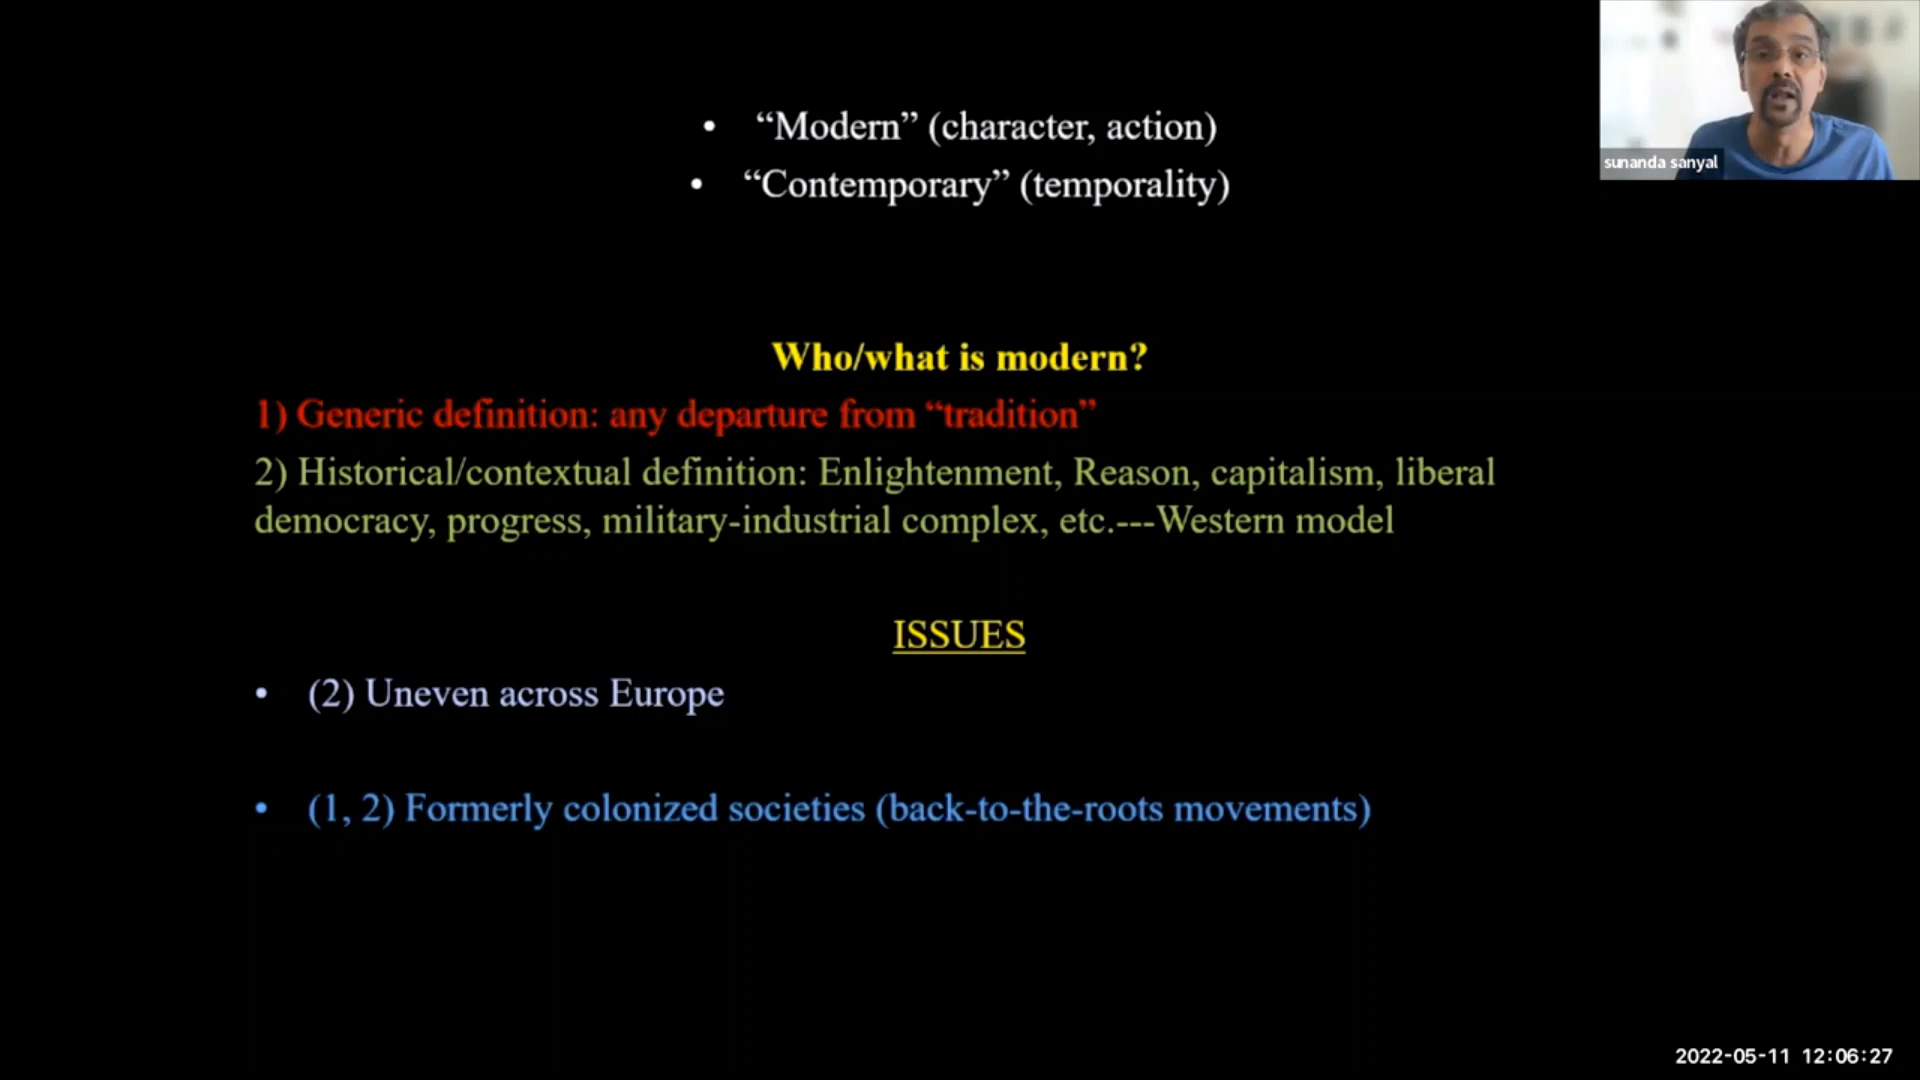 • “Modern” (character, action)
• “Contemporary” (temporality)
sunanda sanyal
Who/what is modern?
1) Generic definition: any departure from “tradition”
2) Historical/contextual definition: Enlightenment, Reason, capitalism, liberal
democracy, progress, military-industrial complex, etc.---Western model
ISSUES
• (2) Uneven across Europe
• (1, 2) Formerly colonized societies (back-to-the-roots movements)
2022-05-11 12:06:27